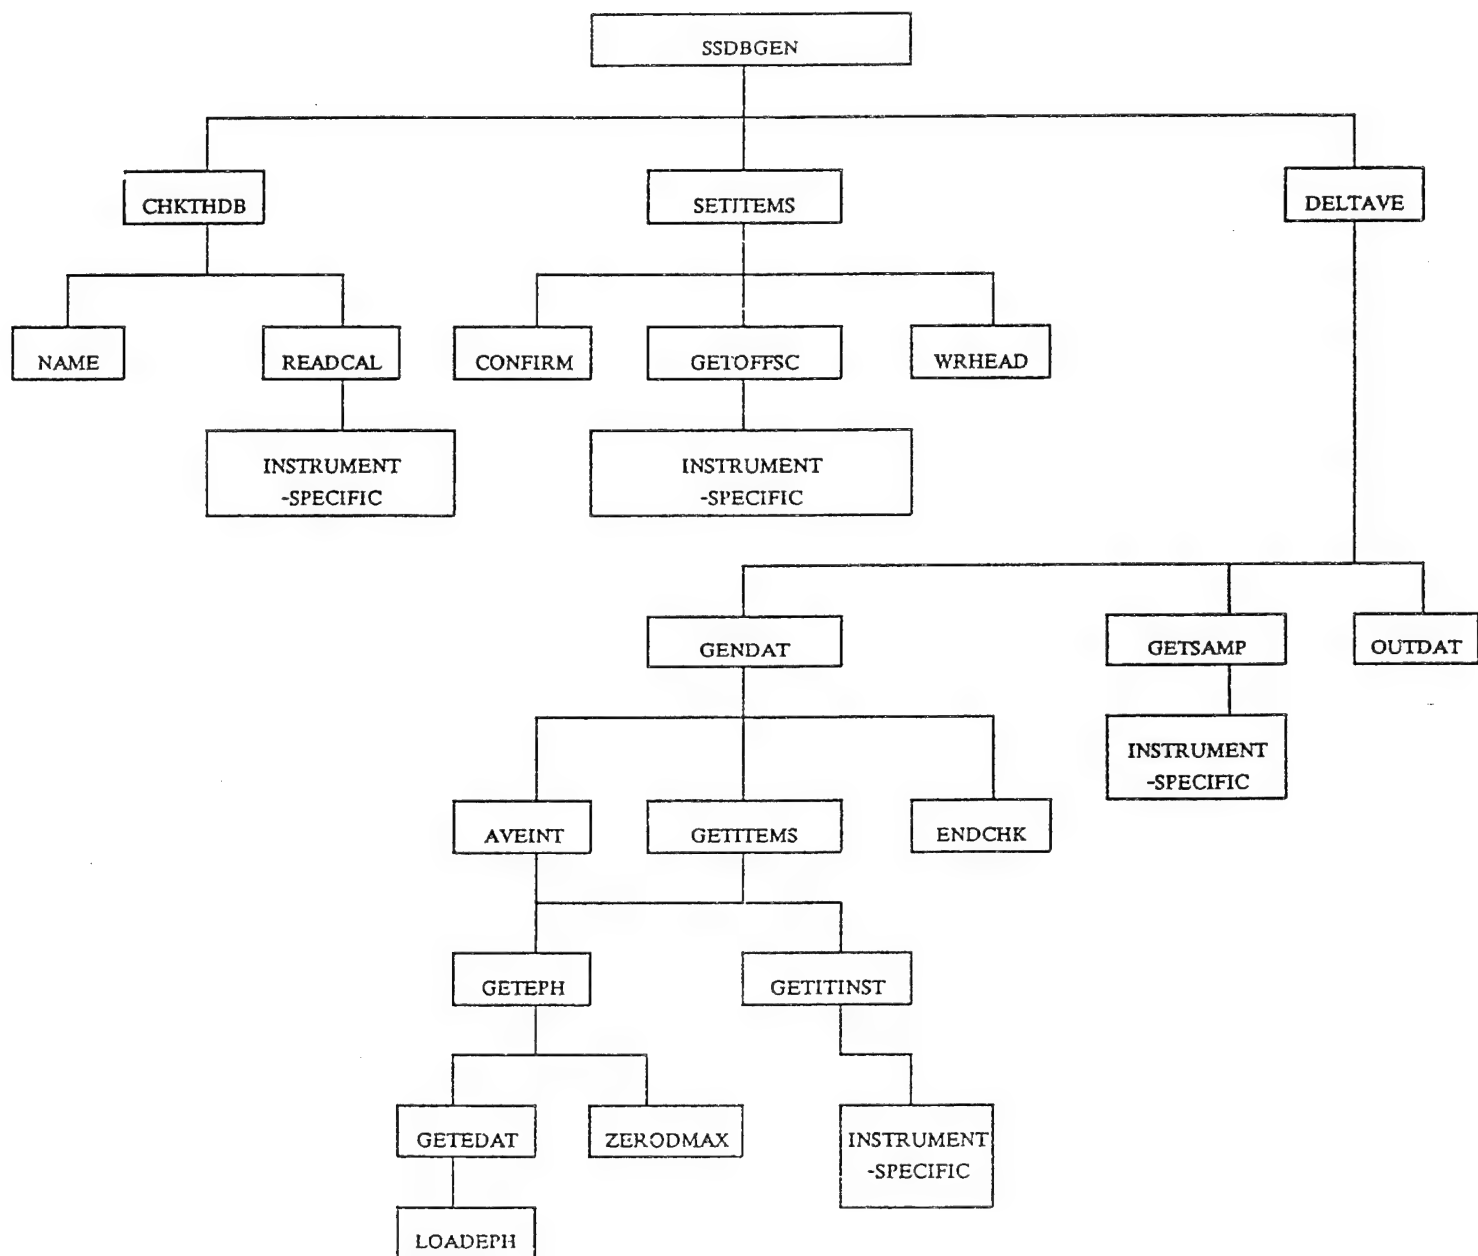 SSDBGEN
CHKTHDB
SETITEMS
DELTAVE
NAME
READCAL
CONFIRM
GETOFFSC
WRHEAD
INSTRUMENT
-SPECIFIC
INSTRUMENT
-SPECIFIC
GENDAT
GETSAMP
OUTDAT
INSTRUMENT
-SPECIFIC
AVEINT
GETITEMS
ENDCHK
GETEPH
GETITINST
GETEDAT
ZERODMAX
INSTRUMENT
-SPECIFIC
LOADEPH